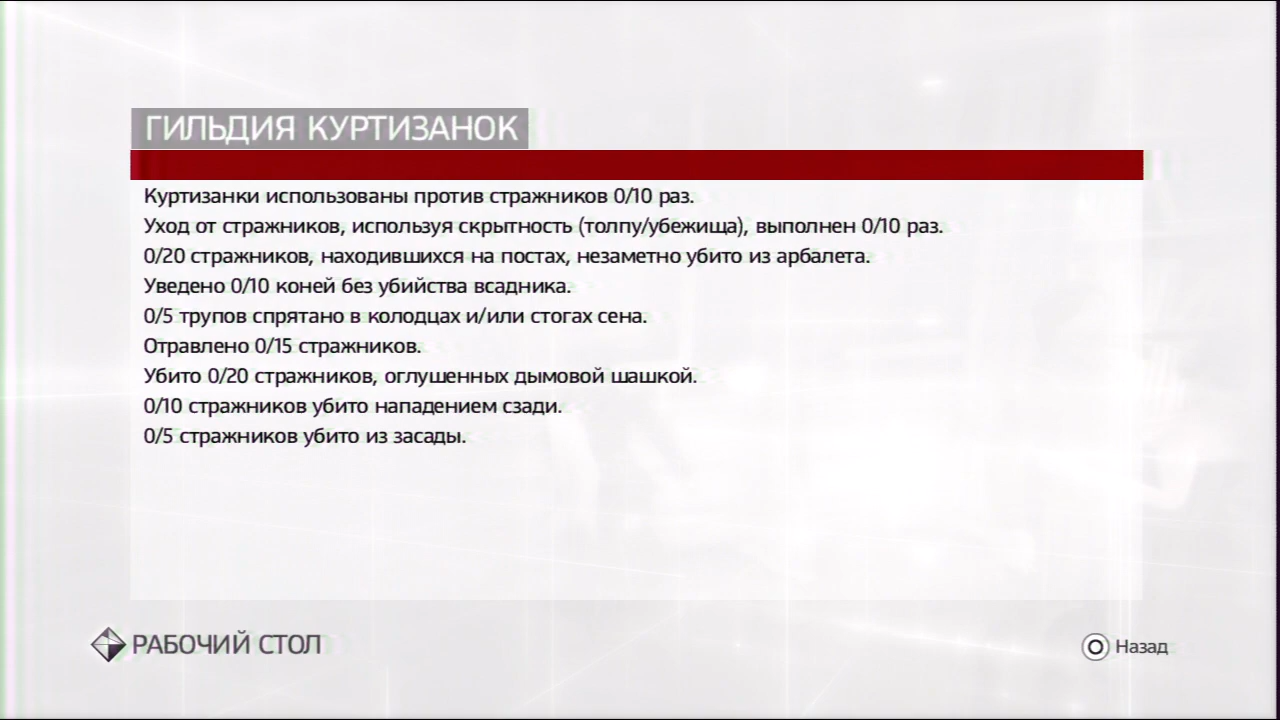 ГИЛЬДИЯ КУРТИЗАНОК
Куртизанки использованы против стражников 0/10 раз.
Уход от стражников, используя скрытность (толпу/убежища), выполнен 0/10 раз.
0/20 стражников, находившихся на постах, незаметно убито из арбалета.
Уведено 0/10 коней без убийства всадника.
0/5 трупов спрятано в колодцах и/или стогах сена.
Отравлено 0/15 стражников.
Убито 0/20 стражников, оглушенных дымовой шашкой.
0/10 стражников убито нападением сзади.
0/5 стражников убито из засады.
РАБОЧИЙ СТОЛ
Назад